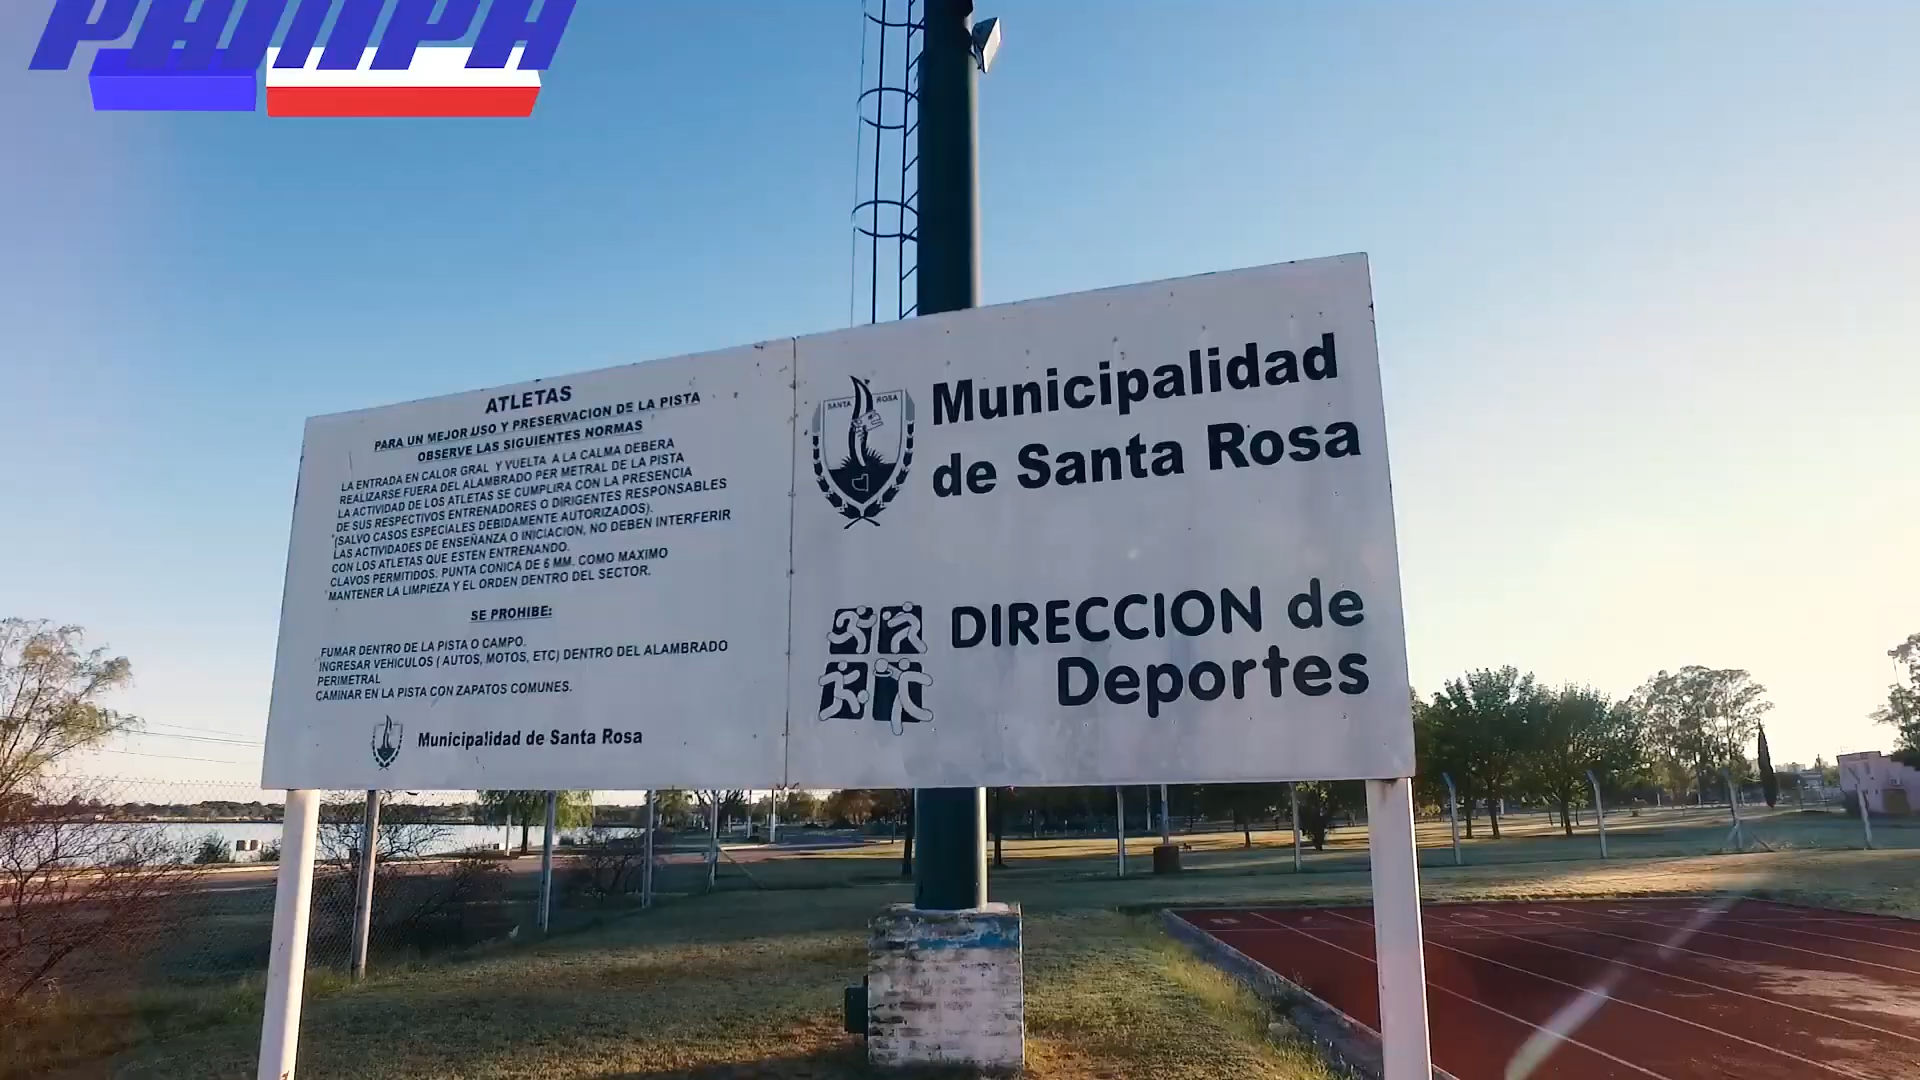 ATLETAS
PARA UN MEJOR USO Y PRESERVACION DE LA PISTA
OBSERVE LAS SIGUIENTES NORMAS
LA ENTRADA EN CALOR GRAL Y VUELTA A LA CALMA DEBERA
REALIZARSE FUERA DEL ALAMBRADO PER METRAL DE LA PISTA
LA ACTIVIDAD DE LOS ATLETAS SE CUMPLIRA CON LA PRESENCIA
DE SUS RESPECTIVOS ENTRENADORES O DIRIGENTES RESPONSABLES
(SALVO CASOS ESPECIALES DEBIDAMENTE AUTORIZADOS).
LAS ACTIVIDADES DE ENSEÑANZA O INICIACION, NO DEBEN INTERFERIR
CON LOS ATLETAS QUE ESTEN ENTRENANDO.
CLAVOS PERMITIDOS: PUNTA CONICA DE 6 MM. COMO MAXIMO
MANTENER LA LIMPIEZA Y EL ORDEN DENTRO DEL SECTOR.
SE PROHIBE:
FUMAR DENTRO DE LA PISTA O CAMPO.
INGRESAR VEHICULOS ( AUTOS, MOTOS, ETC) DENTRO DEL ALAMBRADO
PERIMETRAL
CAMINAR EN LA PISTA CON ZAPATOS COMUNES.
Municipalidad de Santa Rosa
SANTA ROSA
Municipalidad
de Santa Rosa
DIRECCION de
Deportes